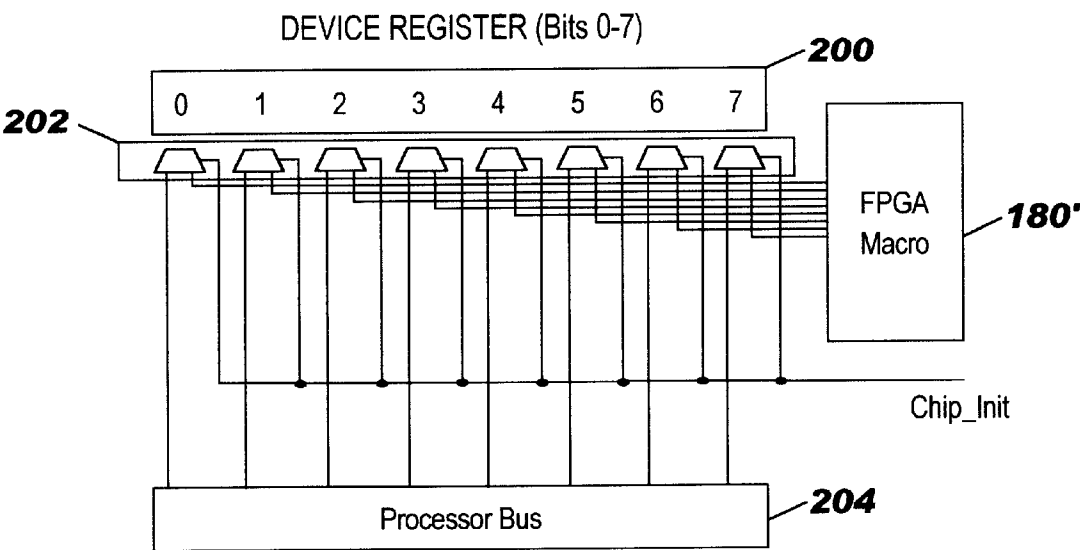 DEVICE REGISTER (Bits 0-7)
200
0 1 2 3 4 5 6 7
202
FPGA
Macro
180'
Chip_Init
Processor Bus
204